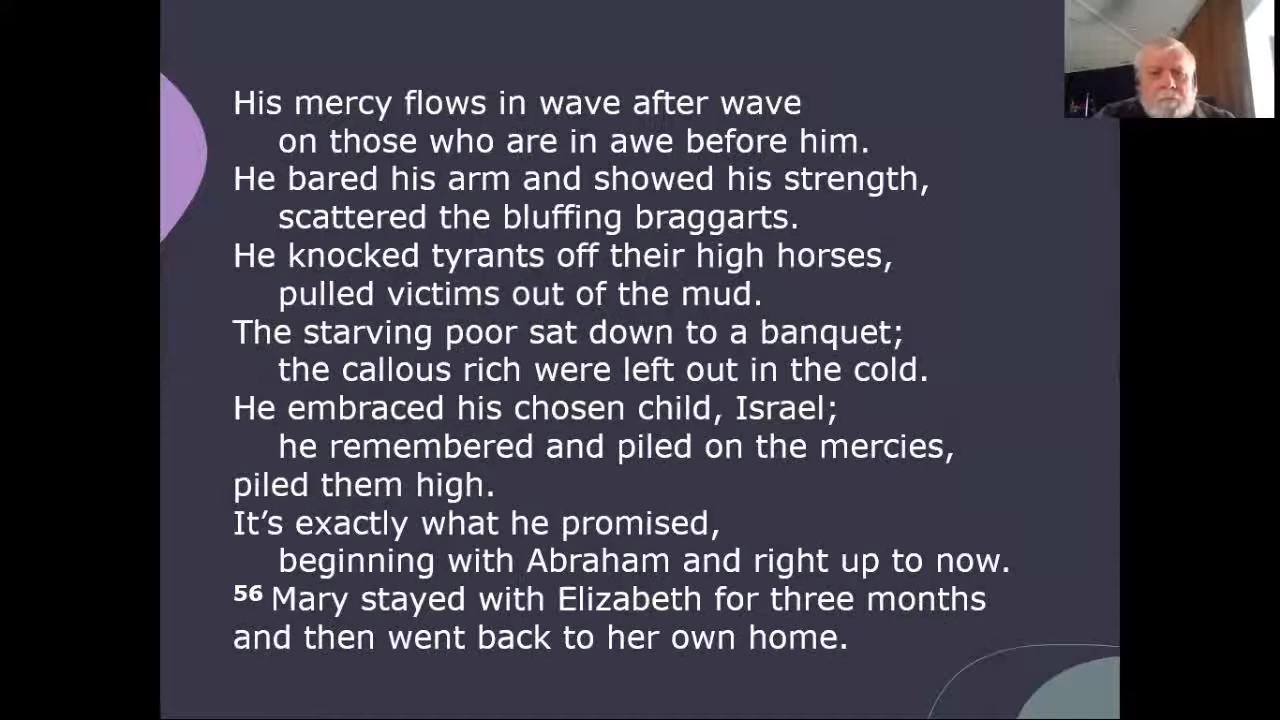 His mercy flows in wave after wave
on those who are in awe before him.
He bared his arm and showed his strength,
scattered the bluffing braggarts.
He knocked tyrants off their high horses,
pulled victims out of the mud.
The starving poor sat down to a banquet;
the callous rich were left out in the cold.
He embraced his chosen child, Israel;
he remembered and piled on the mercies,
piled them high.
It’s exactly what he promised,
beginning with Abraham and right up to now.
56 Mary stayed with Elizabeth for three months
and then went back to her own home.